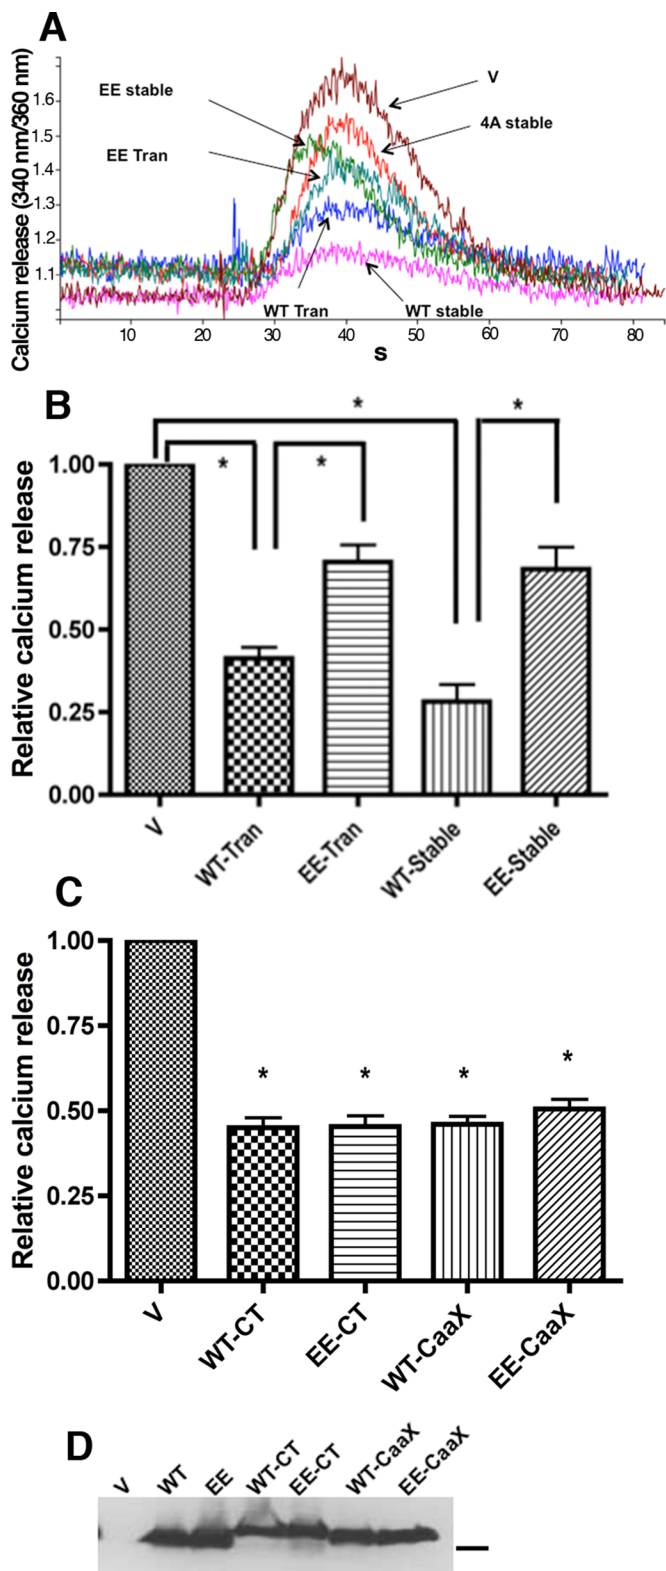 A
Calcium release (340 nm/360 nm)
EE stable
V
1.6
4A stable
1.5
EE Tran
1.4
1.3
1.2
1.1
WT Tran
WT stable
10 20 30 40 50 60 70 80
s
B
Relative calcium release
* *
* *
1.00
0.75
0.50
0.25
0.00
V WT-Tran EE-Tran WT-Stable EE-Stable
C
Relative calcium release
1.00
0.75
* * * *
0.50
0.25
0.00
V WT-CT EE-CT WT-CaaX EE-CaaX
D
V WT EE WT-CT EE-CT WT-CaaX EE-CaaX